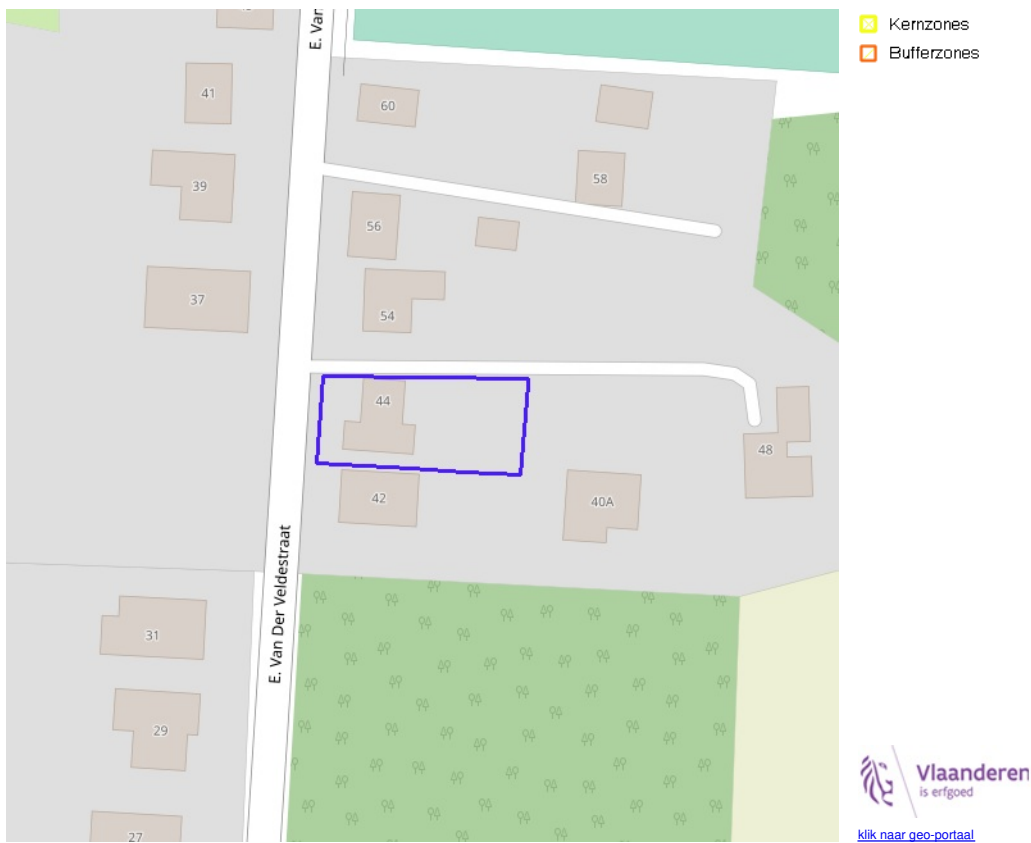 E. Van
Kernzones
Bufferzones
41
60
39
58
56
37
54
44
48
42
40A
E. Van Der Veldestraat
31
29
27
Vlaanderen
is erfgoed
klik naar geo-portaal